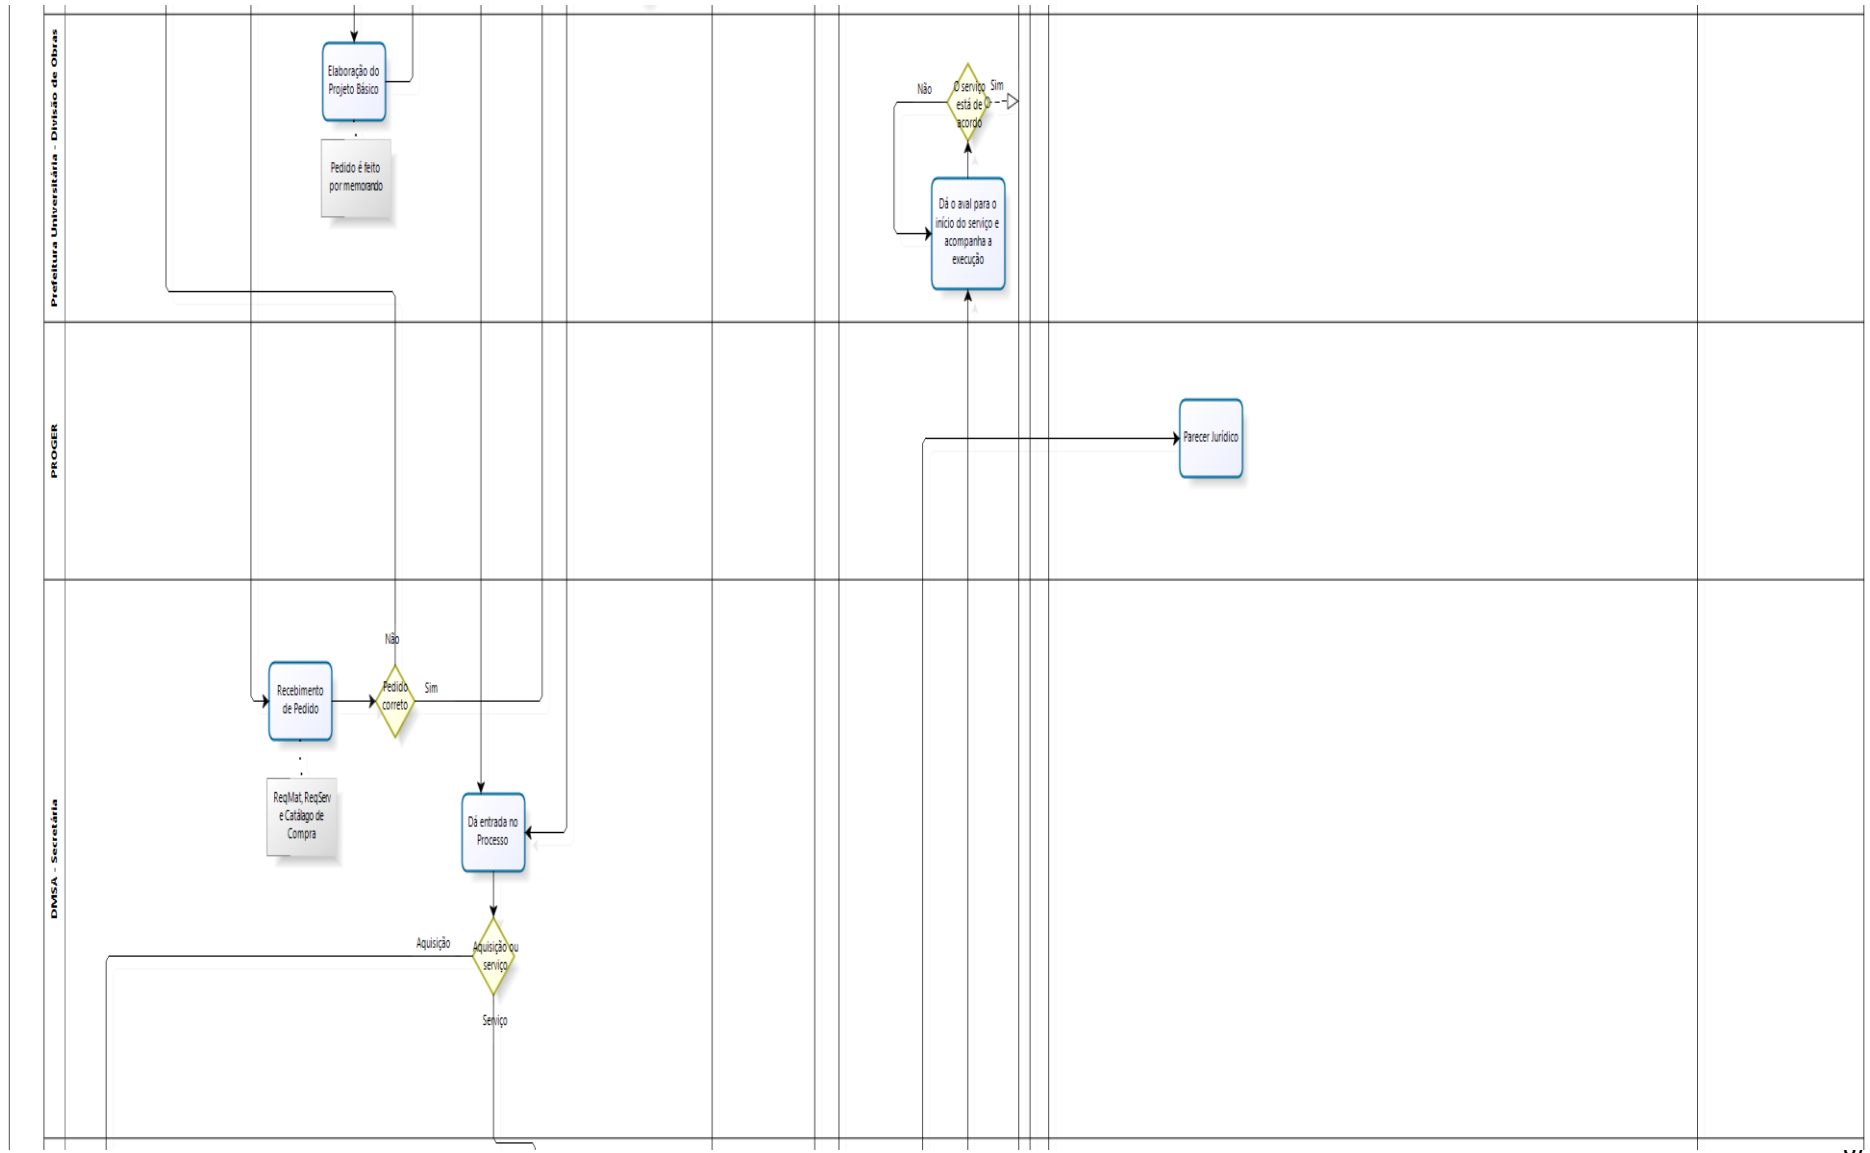 Prefeitura Universitária - Divisão de Obras
Elaboração do
Projeto Básico
Pedido é feito
por memorando
Não
O serviço
está de
acordo
Sim
Dá o aval para o
início do serviço e
acompanha a
execução
PROGER
Parecer Jurídico
DMSA - Secretária
Não
Recebimento
de Pedido
Pedido
correto
Sim
ReqMat, ReqServ
e Catálago de
Compra
Dá entrada no
Processo
Aquisição
Aquisição ou
serviço
Serviço